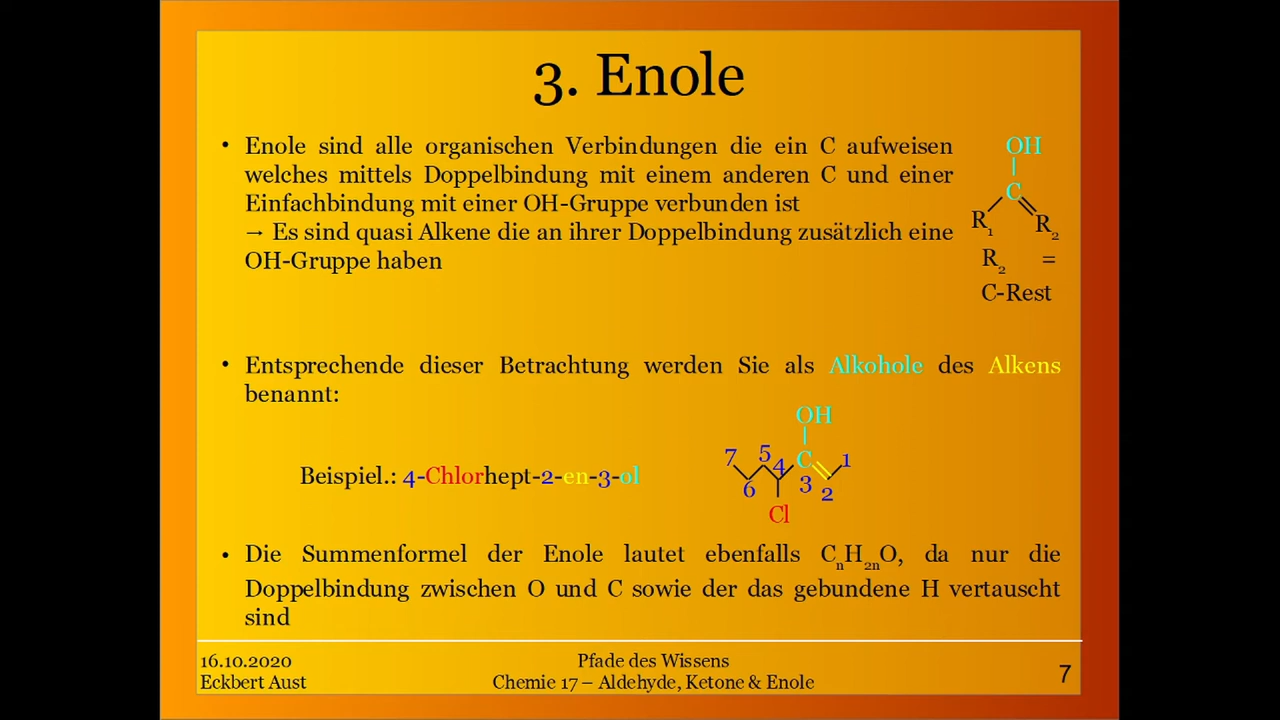 3. Enole
• Enole sind alle organischen Verbindungen die ein C aufweisen
welches mittels Doppelbindung mit einem anderen C und einer
Einfachbindung mit einer OH-Gruppe verbunden ist
→ Es sind quasi Alkene die an ihrer Doppelbindung zusätzlich eine
OH-Gruppe haben
OH
C
R₁ R₂
R₂ =
C-Rest
• Entsprechende dieser Betrachtung werden Sie als Alkohole des Alkens
benannt:
Beispiel.: 4-Chlorhept-2-en-3-ol
OH
7 5 4 C 1
6 3 2
Cl
• Die Summenformel der Enole lautet ebenfalls CₙH₂ₙO, da nur die
Doppelbindung zwischen O und C sowie der das gebundene H vertauscht
sind
16.10.2020
Eckbert Aust
Pfade des Wissens
Chemie 17 – Aldehyde, Ketone & Enole
7